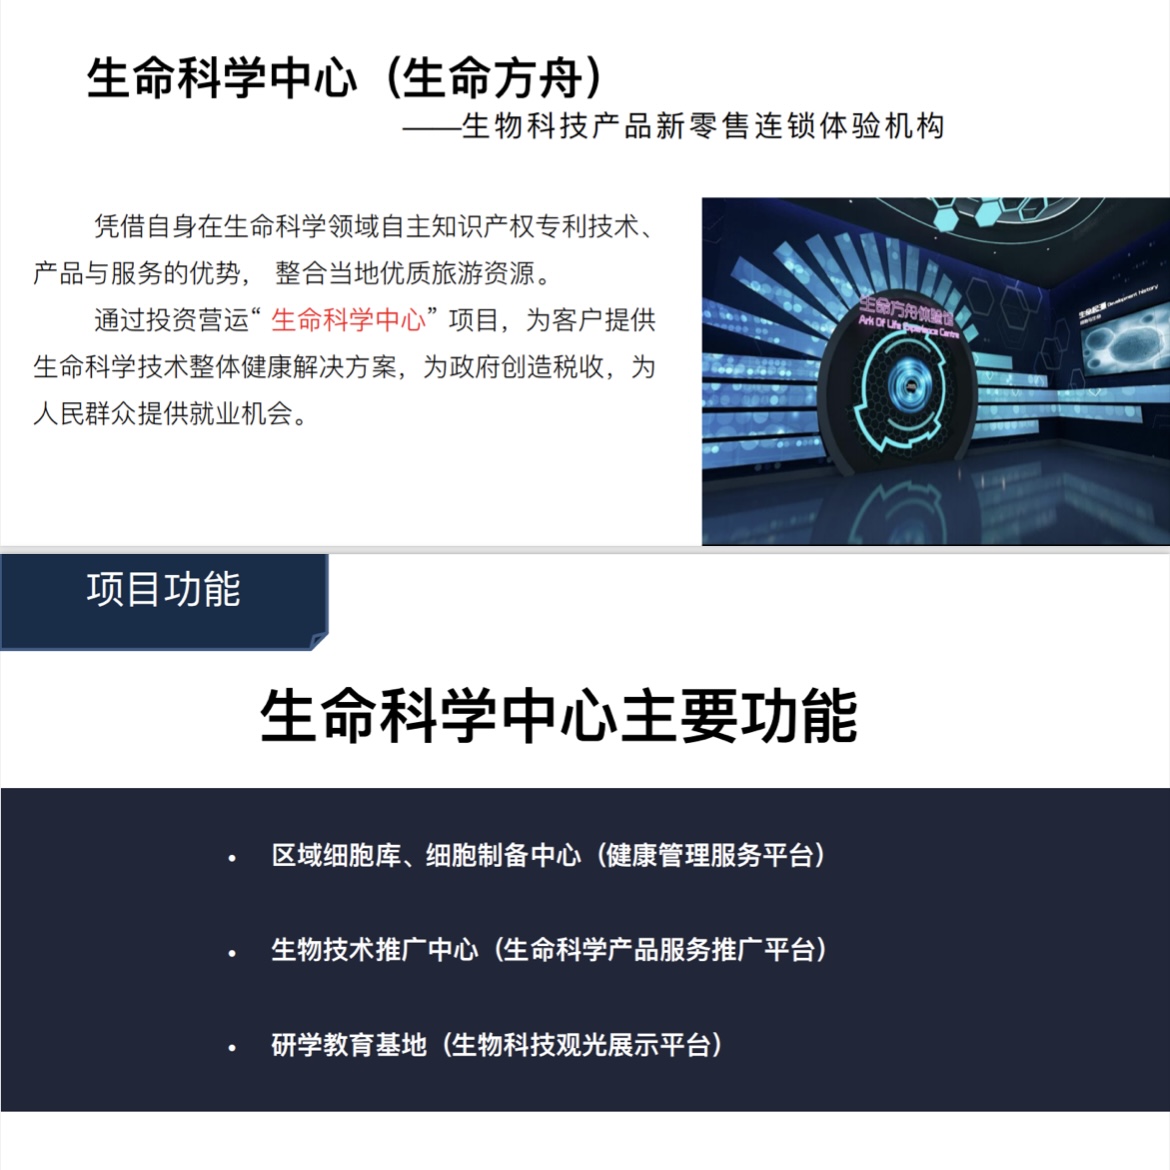 生命科学中心（生命方舟）
——生物科技产品新零售连锁体验机构
凭借自身在生命科学领域自主知识产权专利技术、
产品与服务的优势， 整合当地优质旅游资源。
通过投资营运“ 生命科学中心” 项目，为客户提供
生命科学技术整体健康解决方案，为政府创造税收，为
人民群众提供就业机会。
生命方舟体验馆
Ark Of Life Experience Centre
生命起源 Development history
项目功能
生命科学中心主要功能
• 区域细胞库、细胞制备中心（健康管理服务平台）
• 生物技术推广中心（生命科学产品服务推广平台）
• 研学教育基地（生物科技观光展示平台）